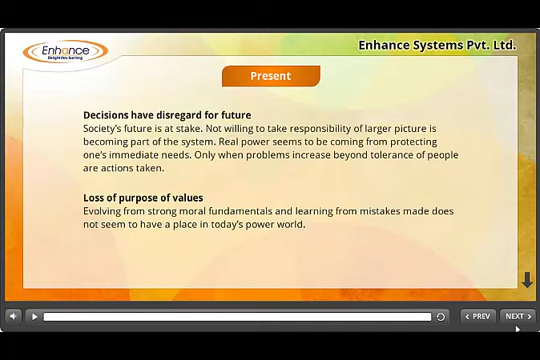 Enhance
Enhance Systems Pvt. Ltd.
Present
Decisions have disregard for future
Society's future is at stake. Not willing to take responsibility of larger picture is
becoming part of the system. Real power seems to be coming from protecting
one's immediate needs. Only when problems increase beyond tolerance of people
are actions taken.
Loss of purpose of values
Evolving from strong moral fundamentals and learning from mistakes made does
not seem to have a place in today's power world.
PREV
NEXT